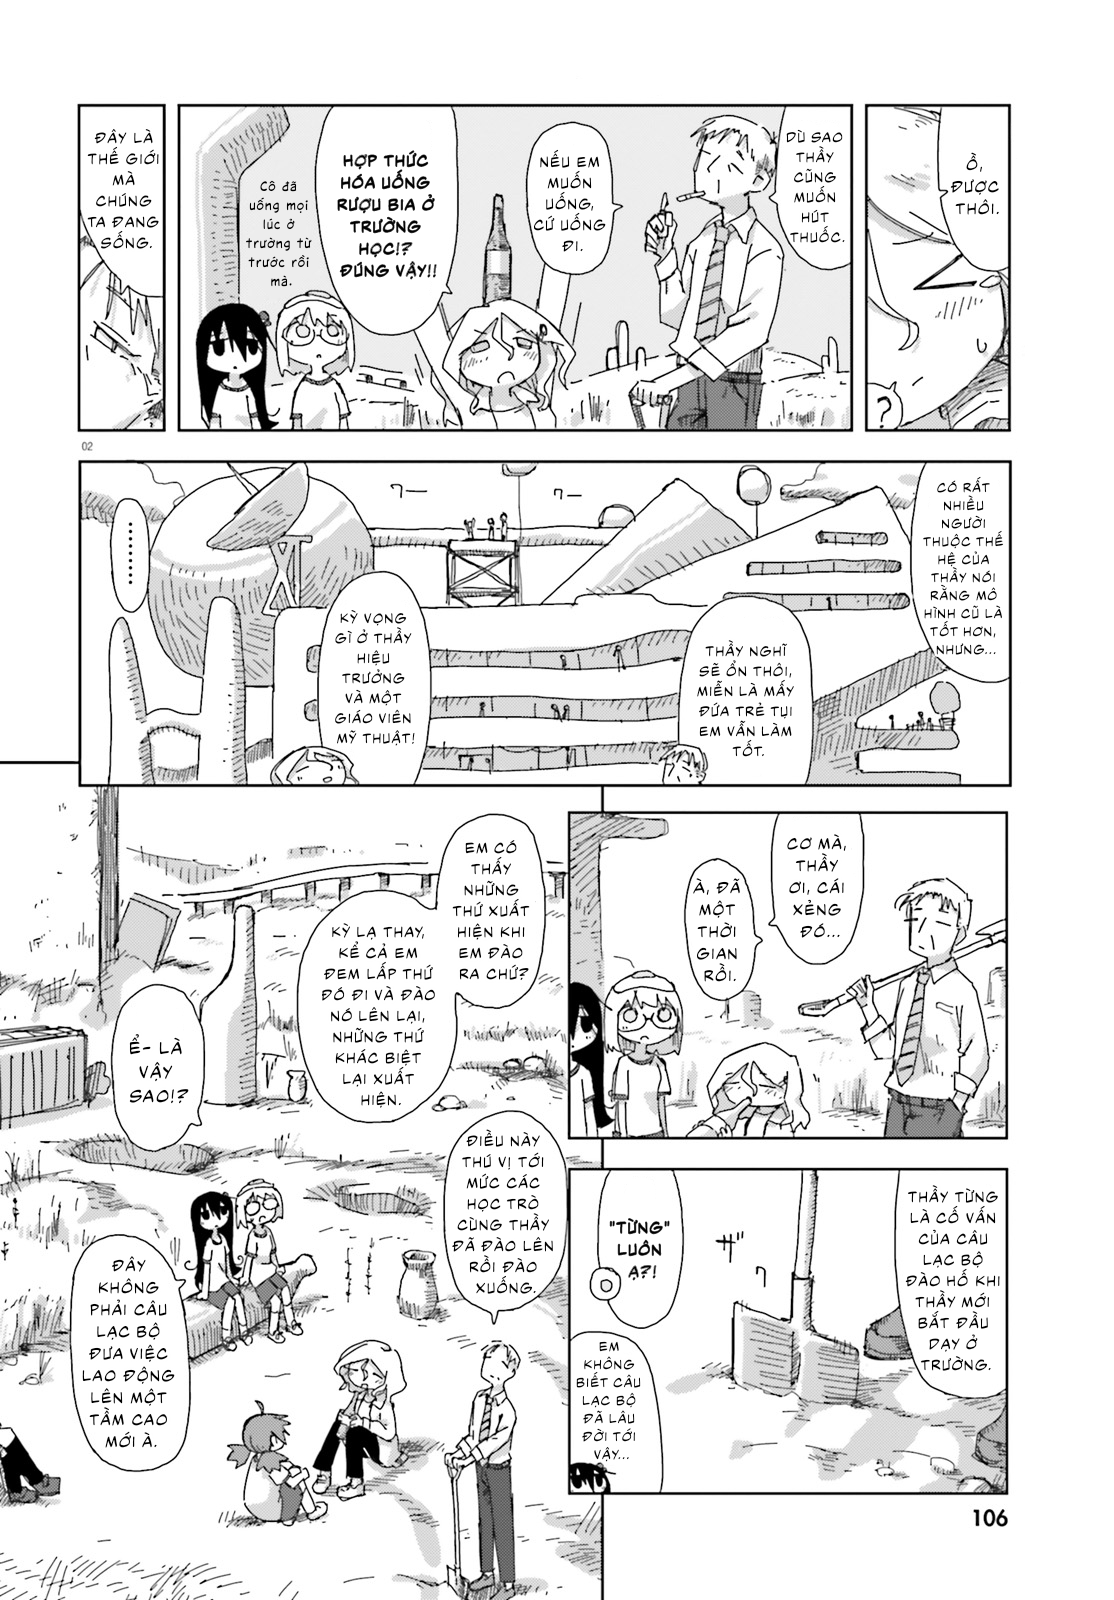 Ồ,
ĐƯỢC
THÔI.
?
DÙ SAO
THẦY
CŨNG
MUỐN
HÚT
THUỐC.
NẾU EM
MUỐN
UỐNG,
CỨ UỐNG
ĐI.
HỢP THỨC
HÓA UỐNG
RƯỢU BIA Ở
TRƯỜNG
HỌC!?
ĐÚNG VẬY!!
Cô đã
uống mọi
lúc ở
trường từ
trước rồi
mà.
ĐÂY LÀ
THẾ GIỚI
MÀ
CHÚNG
TA ĐANG
SỐNG.
02
CÓ RẤT
NHIỀU
NGƯỜI
THUỘC THẾ
HỆ CỦA
THẦY NÓI
RẰNG MÔ
HÌNH CŨ LÀ
TỐT HƠN,
NHƯNG...
ワー
ワー
THẦY NGHĨ
SẼ ỔN THÔI,
MIỄN LÀ MẤY
ĐỨA TRẺ TỤI
EM VẪN LÀM
TỐT.
KỲ VỌNG
GÌ Ở THẦY
HIỆU
TRƯỞNG
VÀ MỘT
GIÁO VIÊN
MỸ THUẬT!
.........
CƠ MÀ,
THẦY
ƠI, CÁI
XẺNG
ĐÓ...
À, ĐÃ
MỘT
THỜI
GIAN
RỒI.
THẦY TỪNG
LÀ CỐ VẤN
CỦA CÂU
LẠC BỘ
ĐÀO HỐ KHI
THẦY MỚI
BẮT ĐẦU
DẠY Ở
TRƯỜNG.
ザ
ク
"TỪNG"
LUÔN
Ạ?!
EM
KHÔNG
BIẾT CÂU
LẠC BỘ
ĐÃ LÂU
ĐỜI TỚI
VẬY...
EM CÓ
THẤY
NHỮNG
THỨ XUẤT
HIỆN KHI
EM ĐÀO
RA CHỨ?
KỲ LẠ THAY,
KỂ CẢ EM
ĐEM LẤP THỨ
ĐÓ ĐI VÀ ĐÀO
NÓ LÊN LẠI,
NHỮNG THỨ
KHÁC BIỆT
LẠI XUẤT
HIỆN.
Ể- LÀ
VẬY
SAO!?
ĐIỀU NÀY
THÚ VỊ TỚI
MỨC CÁC
HỌC TRÒ
CÙNG THẦY
ĐÃ ĐÀO LÊN
RỒI ĐÀO
XUỐNG.
ĐÂY
KHÔNG
PHẢI CÂU
LẠC BỘ
ĐƯA VIỆC
LAO ĐỘNG
LÊN MỘT
TẦM CAO
MỚI À.
106